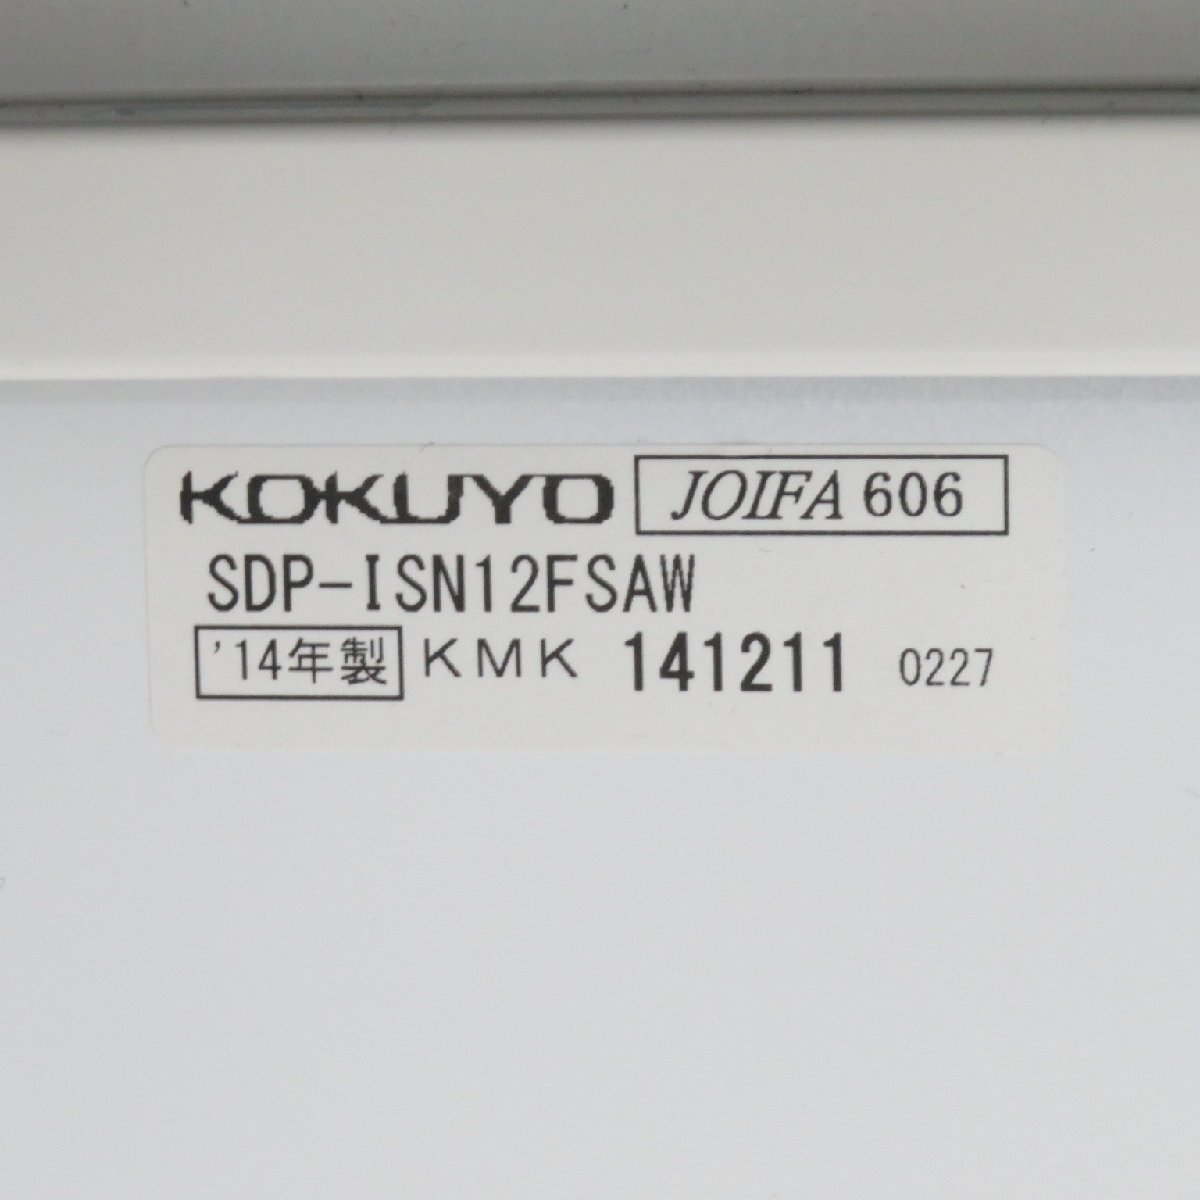 KOKUYO JOIFA 606
SDP-ISN12FSAW
'14年製 KMK 141211 0227